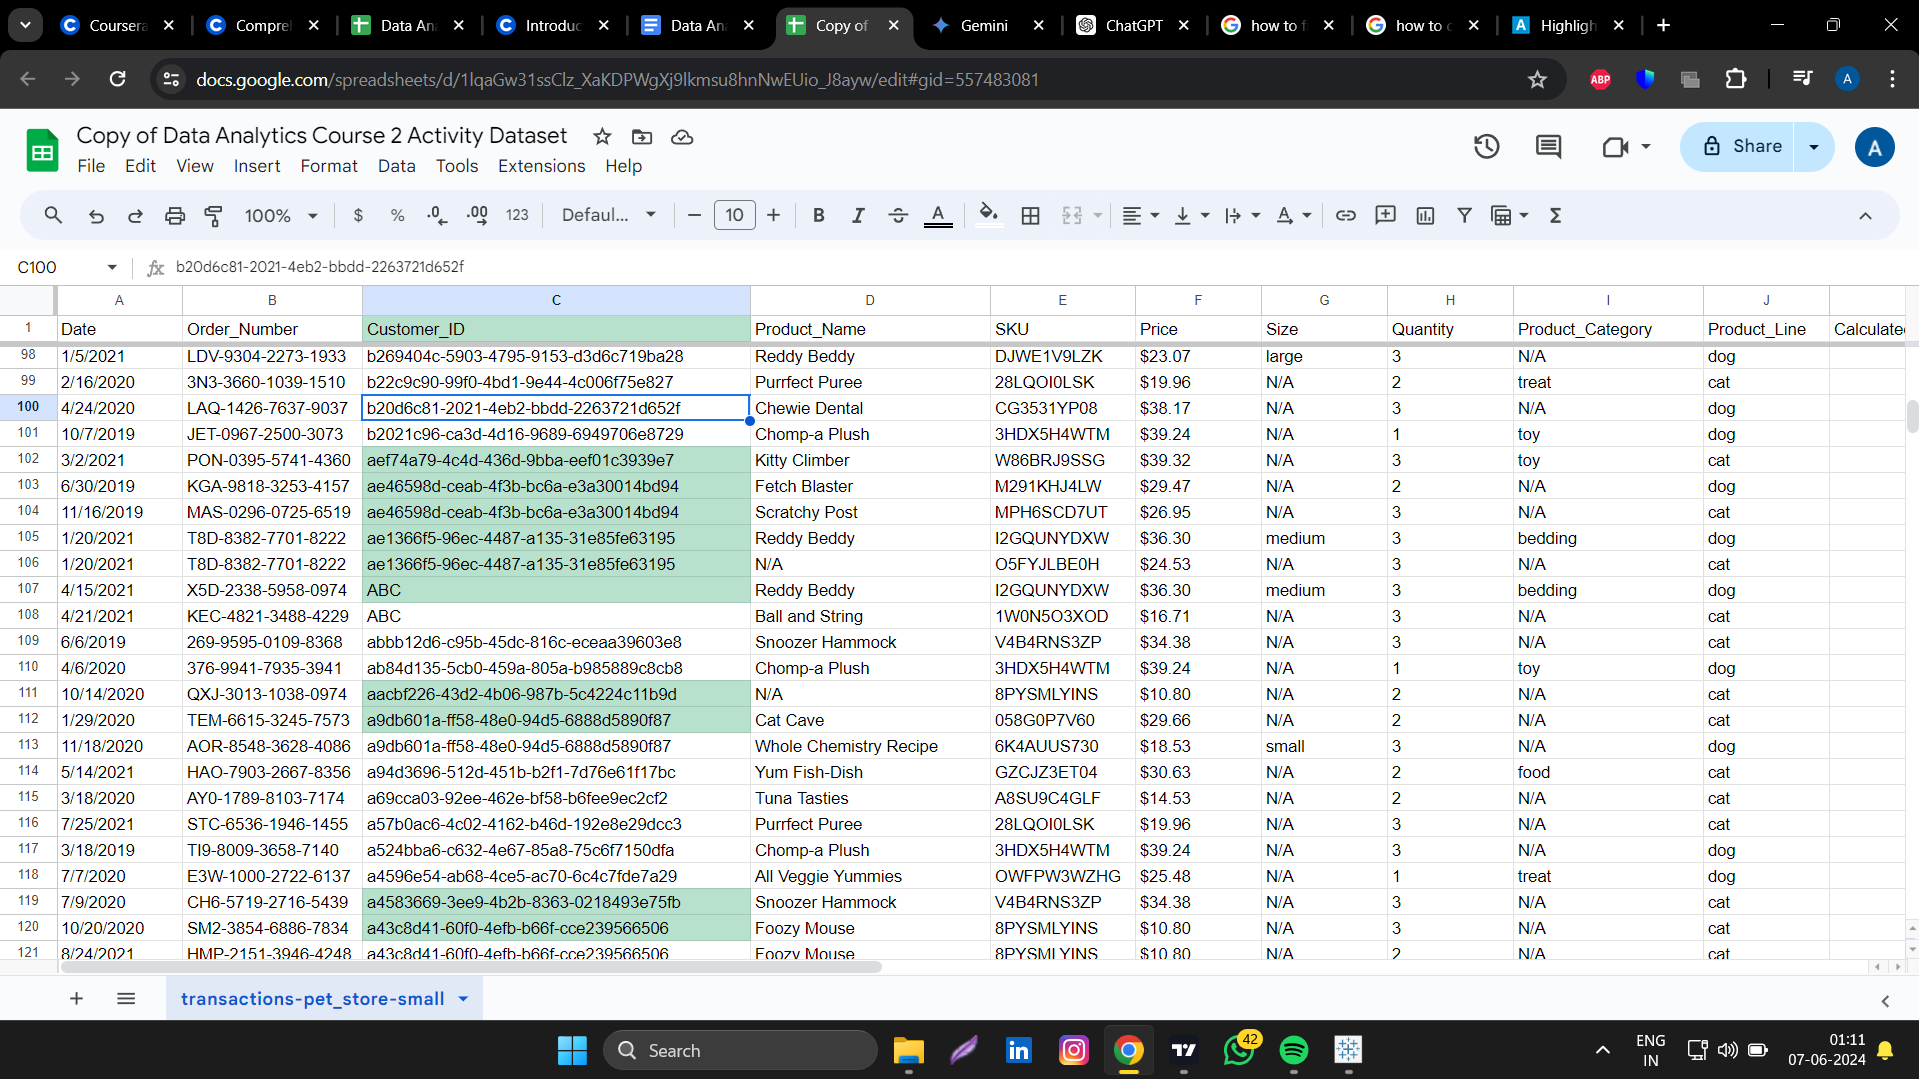 Coursera
Compre
Data An
Introduc
Data An
Copy of
Gemini
ChatGPT
how to f
how to c
Highligh
docs.google.com/spreadsheets/d/1lqaGw31ssClz_XaKDPWgXj9lkmsu8hnNwEUio_J8ayw/edit#gid=557483081
ABP
A
Copy of Data Analytics Course 2 Activity Dataset
File Edit View Insert Format Data Tools Extensions Help
Share
A
100% $ % .0 .00 123 Defaul... 10 B I A
C100 fx b20d6c81-2021-4eb2-bbdd-2263721d652f
A B C D E F G H I J
1 Date Order_Number Customer_ID Product_Name SKU Price Size Quantity Product_Category Product_Line Calculate
98 1/5/2021 LDV-9304-2273-1933 b269404c-5903-4795-9153-d3d6c719ba28 Reddy Beddy DJWE1V9LZK $23.07 large 3 N/A dog
99 2/16/2020 3N3-3660-1039-1510 b22c9c90-99f0-4bd1-9e44-4c006f75e827 Purrfect Puree 28LQOI0LSK $19.96 N/A 2 treat cat
100 4/24/2020 LAQ-1426-7637-9037 b20d6c81-2021-4eb2-bbdd-2263721d652f Chewie Dental CG3531YP08 $38.17 N/A 3 N/A dog
101 10/7/2019 JET-0967-2500-3073 b2021c96-ca3d-4d16-9689-6949706e8729 Chomp-a Plush 3HDX5H4WTM $39.24 N/A 1 toy dog
102 3/2/2021 PON-0395-5741-4360 aef74a79-4c4d-436d-9bba-eef01c3939e7 Kitty Climber W86BRJ9SSG $39.32 N/A 3 toy cat
103 6/30/2019 KGA-9818-3253-4157 ae46598d-ceab-4f3b-bc6a-e3a30014bd94 Fetch Blaster M291KHJ4LW $29.47 N/A 2 N/A dog
104 11/16/2019 MAS-0296-0725-6519 ae46598d-ceab-4f3b-bc6a-e3a30014bd94 Scratchy Post MPH6SCD7UT $26.95 N/A 3 N/A cat
105 1/20/2021 T8D-8382-7701-8222 ae1366f5-96ec-4487-a135-31e85fe63195 Reddy Beddy I2GQUNYDXW $36.30 medium 3 bedding dog
106 1/20/2021 T8D-8382-7701-8222 ae1366f5-96ec-4487-a135-31e85fe63195 N/A O5FYJLBE0H $24.53 N/A 3 N/A cat
107 4/15/2021 X5D-2338-5958-0974 ABC Reddy Beddy I2GQUNYDXW $36.30 medium 3 bedding dog
108 4/21/2021 KEC-4821-3488-4229 ABC Ball and String 1W0N5O3XOD $16.71 N/A 3 N/A cat
109 6/6/2019 269-9595-0109-8368 abbb12d6-c95b-45dc-816c-eceaa39603e8 Snoozer Hammock V4B4RNS3ZP $34.38 N/A 3 N/A cat
110 4/6/2020 376-9941-7935-3941 ab84d135-5cb0-459a-805a-b985889c8cb8 Chomp-a Plush 3HDX5H4WTM $39.24 N/A 1 toy dog
111 10/14/2020 QXJ-3013-1038-0974 aacbf226-43d2-4b06-987b-5c4224c11b9d N/A 8PYSMLYINS $10.80 N/A 2 N/A cat
112 1/29/2020 TEM-6615-3245-7573 a9db601a-ff58-48e0-94d5-6888d5890f87 Cat Cave 058G0P7V60 $29.66 N/A 2 N/A cat
113 11/18/2020 AOR-8548-3628-4086 a9db601a-ff58-48e0-94d5-6888d5890f87 Whole Chemistry Recipe 6K4AUUS730 $18.53 small 3 N/A dog
114 5/14/2021 HAO-7903-2667-8356 a94d3696-512d-451b-b2f1-7d76e61f17bc Yum Fish-Dish GZCJZ3ET04 $30.63 N/A 2 food cat
115 3/18/2020 AY0-1789-8103-7174 a69cca03-92ee-462e-bf58-b6fee9ec2cf2 Tuna Tasties A8SU9C4GLF $14.53 N/A 2 N/A cat
116 7/25/2021 STC-6536-1946-1455 a57b0ac6-4c02-4162-b46d-192e8e29dcc3 Purrfect Puree 28LQOI0LSK $19.96 N/A 3 N/A cat
117 3/18/2019 TI9-8009-3658-7140 a524bba6-c632-4e67-85a8-75c6f7150dfa Chomp-a Plush 3HDX5H4WTM $39.24 N/A 3 N/A dog
118 7/7/2020 E3W-1000-2722-6137 a4596e54-ab68-4ce5-ac70-6c4c7fde7a29 All Veggie Yummies OWFPW3WZHG $25.48 N/A 1 treat dog
119 7/9/2020 CH6-5719-2716-5439 a4583669-3ee9-4b2b-8363-0218493e75fb Snoozer Hammock V4B4RNS3ZP $34.38 N/A 3 N/A cat
120 10/20/2020 SM2-3854-6886-7834 a43c8d41-60f0-4efb-b66f-cce239566506 Foozy Mouse 8PYSMLYINS $10.80 N/A 3 N/A cat
121 8/24/2021 HMP-2151-3946-4248 a43c8d41-60f0-4efb-b66f-cce239566506 Foozy Mouse 8PYSMLYINS $10.80 N/A 2 N/A cat
transactions-pet_store-small
Search
42
ENG
IN
01:11
07-06-2024